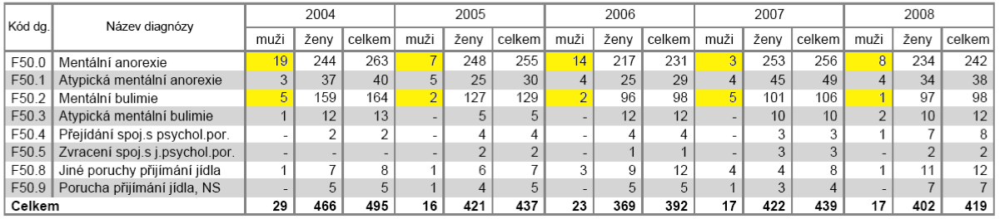 Kód dg. Název diagnózy 2004 2005 2006 2007 2008
muži ženy celkem muži ženy celkem muži ženy celkem muži ženy celkem muži ženy celkem
F50.0 Mentální anorexie 19 244 263 7 248 255 14 217 231 3 253 256 8 234 242
F50.1 Atypická mentální anorexie 3 37 40 5 25 30 4 25 29 4 45 49 4 34 38
F50.2 Mentální bulimie 5 159 164 2 127 129 2 96 98 5 101 106 1 97 98
F50.3 Atypická mentální bulimie 1 12 13 - 5 5 - 12 12 - 10 10 2 10 12
F50.4 Přejídání spoj.s psychol.por. - 2 2 - 4 4 - 4 4 - 3 3 1 7 8
F50.5 Zvracení spoj.s j.psychol.por. - - - - 2 2 - 1 1 - 3 3 - 2 2
F50.8 Jiné poruchy přijímání jídla 1 7 8 1 6 7 3 9 12 4 4 8 1 11 12
F50.9 Porucha přijímání jídla, NS - 5 5 1 4 5 - 5 5 1 3 4 - 7 7
Celkem 29 466 495 16 421 437 23 369 392 17 422 439 17 402 419